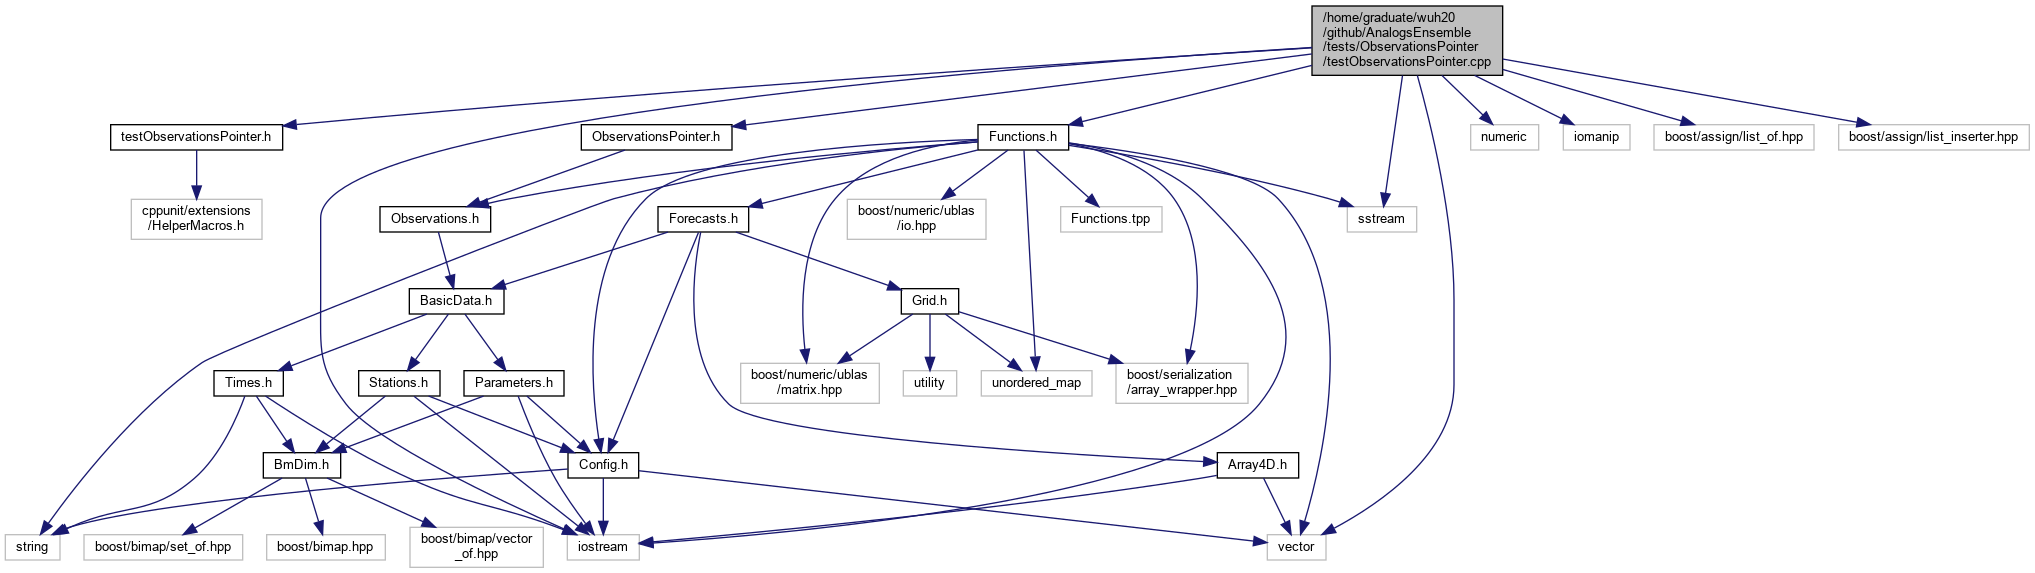 /home/graduate/wuh20
/github/AnalogsEnsemble
/tests/ObservationsPointer
/testObservationsPointer.cpp
testObservationsPointer.h
ObservationsPointer.h
Functions.h
numeric
iomanip
boost/assign/list_of.hpp
boost/assign/list_inserter.hpp
cppunit/extensions
/HelperMacros.h
Observations.h
Forecasts.h
boost/numeric/ublas
/io.hpp
Functions.tpp
sstream
BasicData.h
Grid.h
Times.h
Stations.h
Parameters.h
boost/numeric/ublas
/matrix.hpp
utility
unordered_map
boost/serialization
/array_wrapper.hpp
BmDim.h
Config.h
Array4D.h
string
boost/bimap/set_of.hpp
boost/bimap.hpp
boost/bimap/vector
_of.hpp
iostream
vector